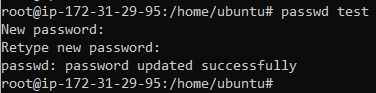 root@ip-172-31-29-95:/home/ubuntu# passwd test
New password:
Retype new password:
passwd: password updated successfully
root@ip-172-31-29-95:/home/ubuntu#